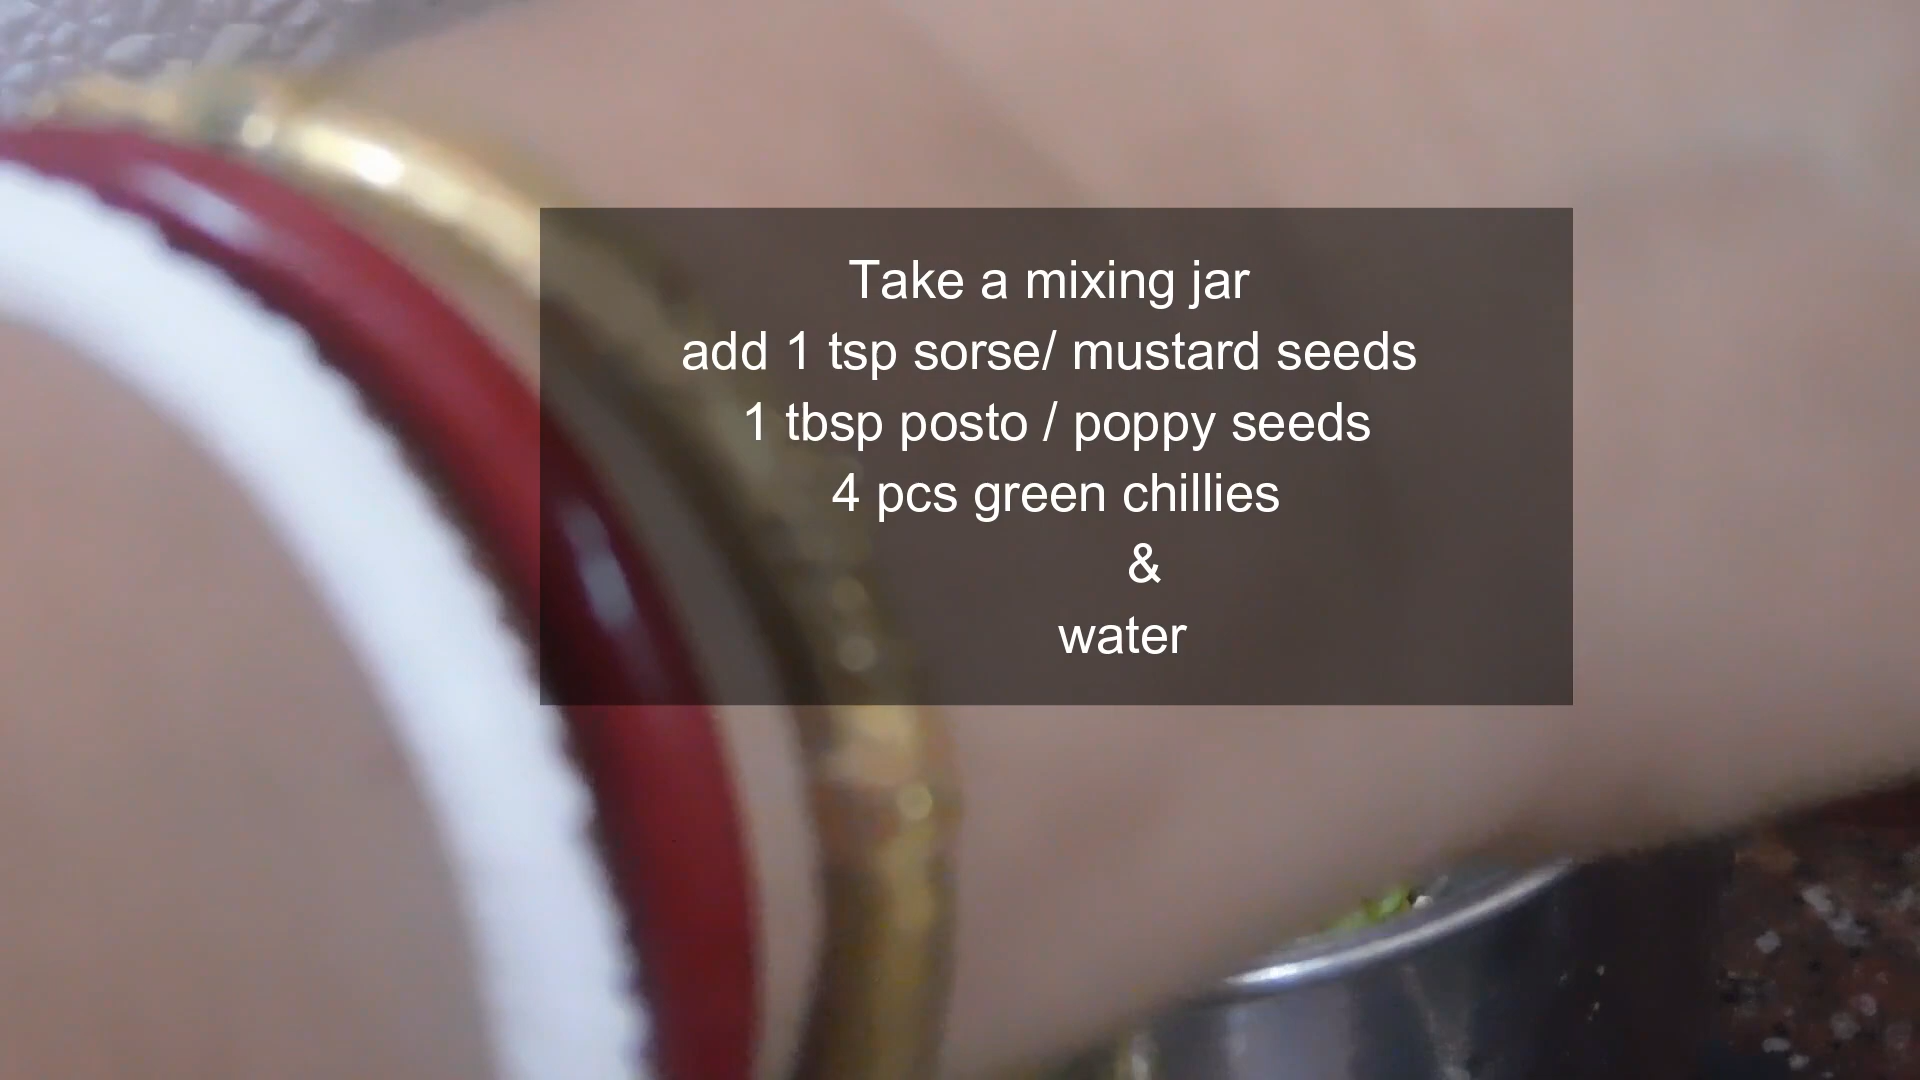 Take a mixing jar
add 1 tsp sorse/ mustard seeds
1 tbsp posto / poppy seeds
4 pcs green chillies
&
water